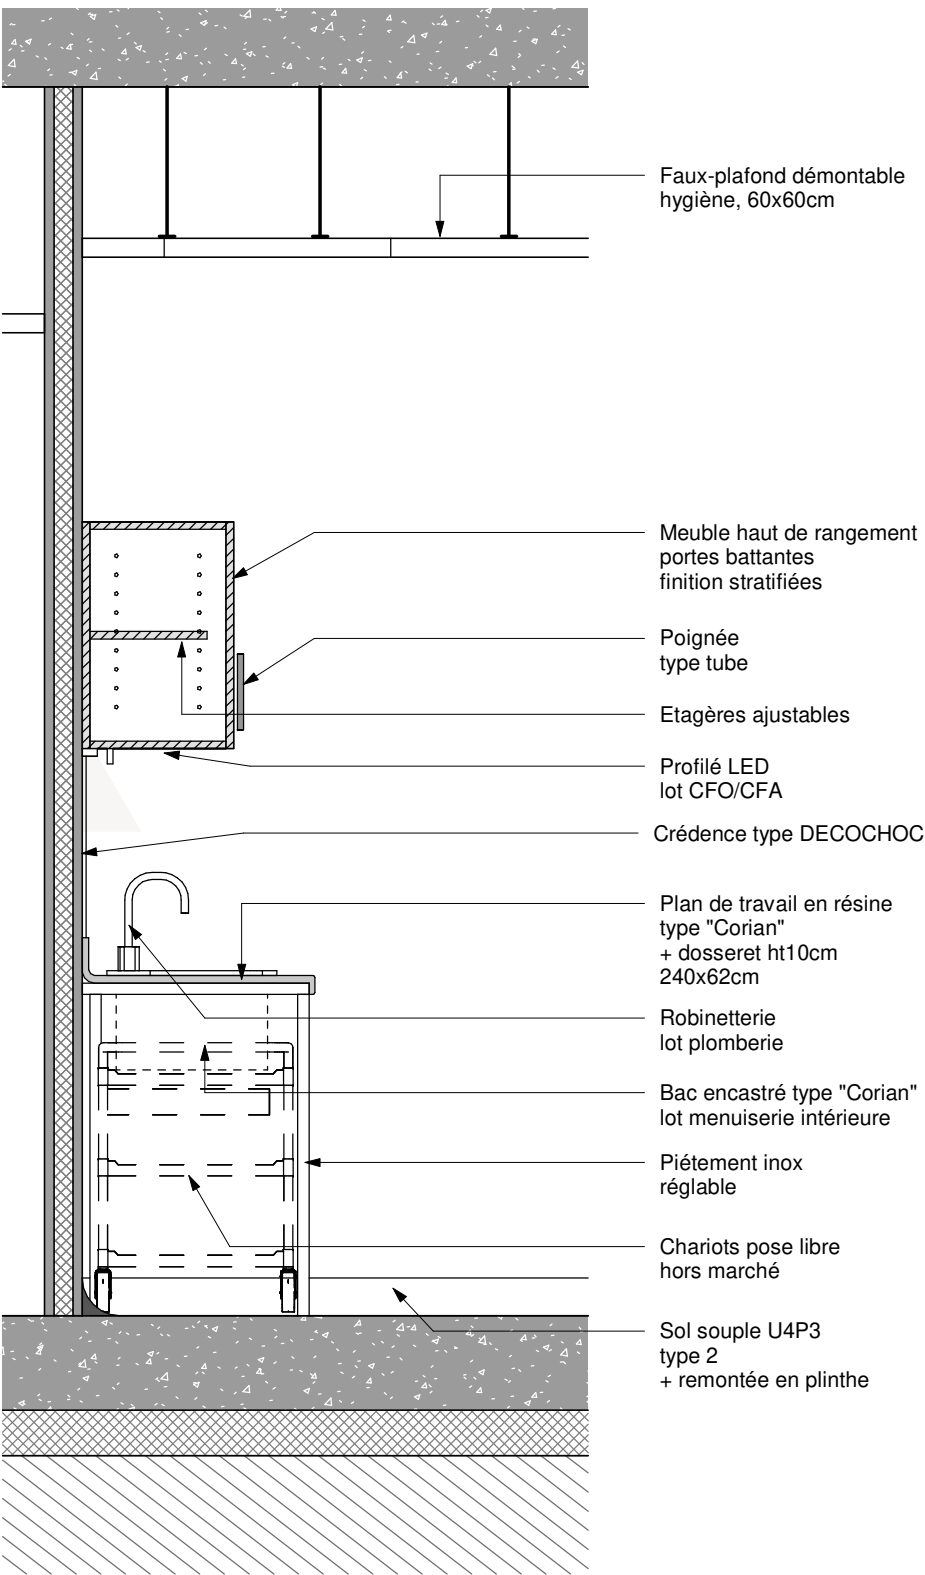 Faux-plafond démontable
hygiène, 60x60cm
Meuble haut de rangement
portes battantes
finition stratifiées
Poignée
type tube
Etagères ajustables
Profilé LED
lot CFO/CFA
Crédence type DECOCHOC
Plan de travail en résine
type "Corian"
+ dosseret ht10cm
240x62cm
Robinetterie
lot plomberie
Bac encastré type "Corian"
lot menuiserie intérieure
Piétement inox
réglable
Chariots pose libre
hors marché
Sol souple U4P3
type 2
+ remontée en plinthe